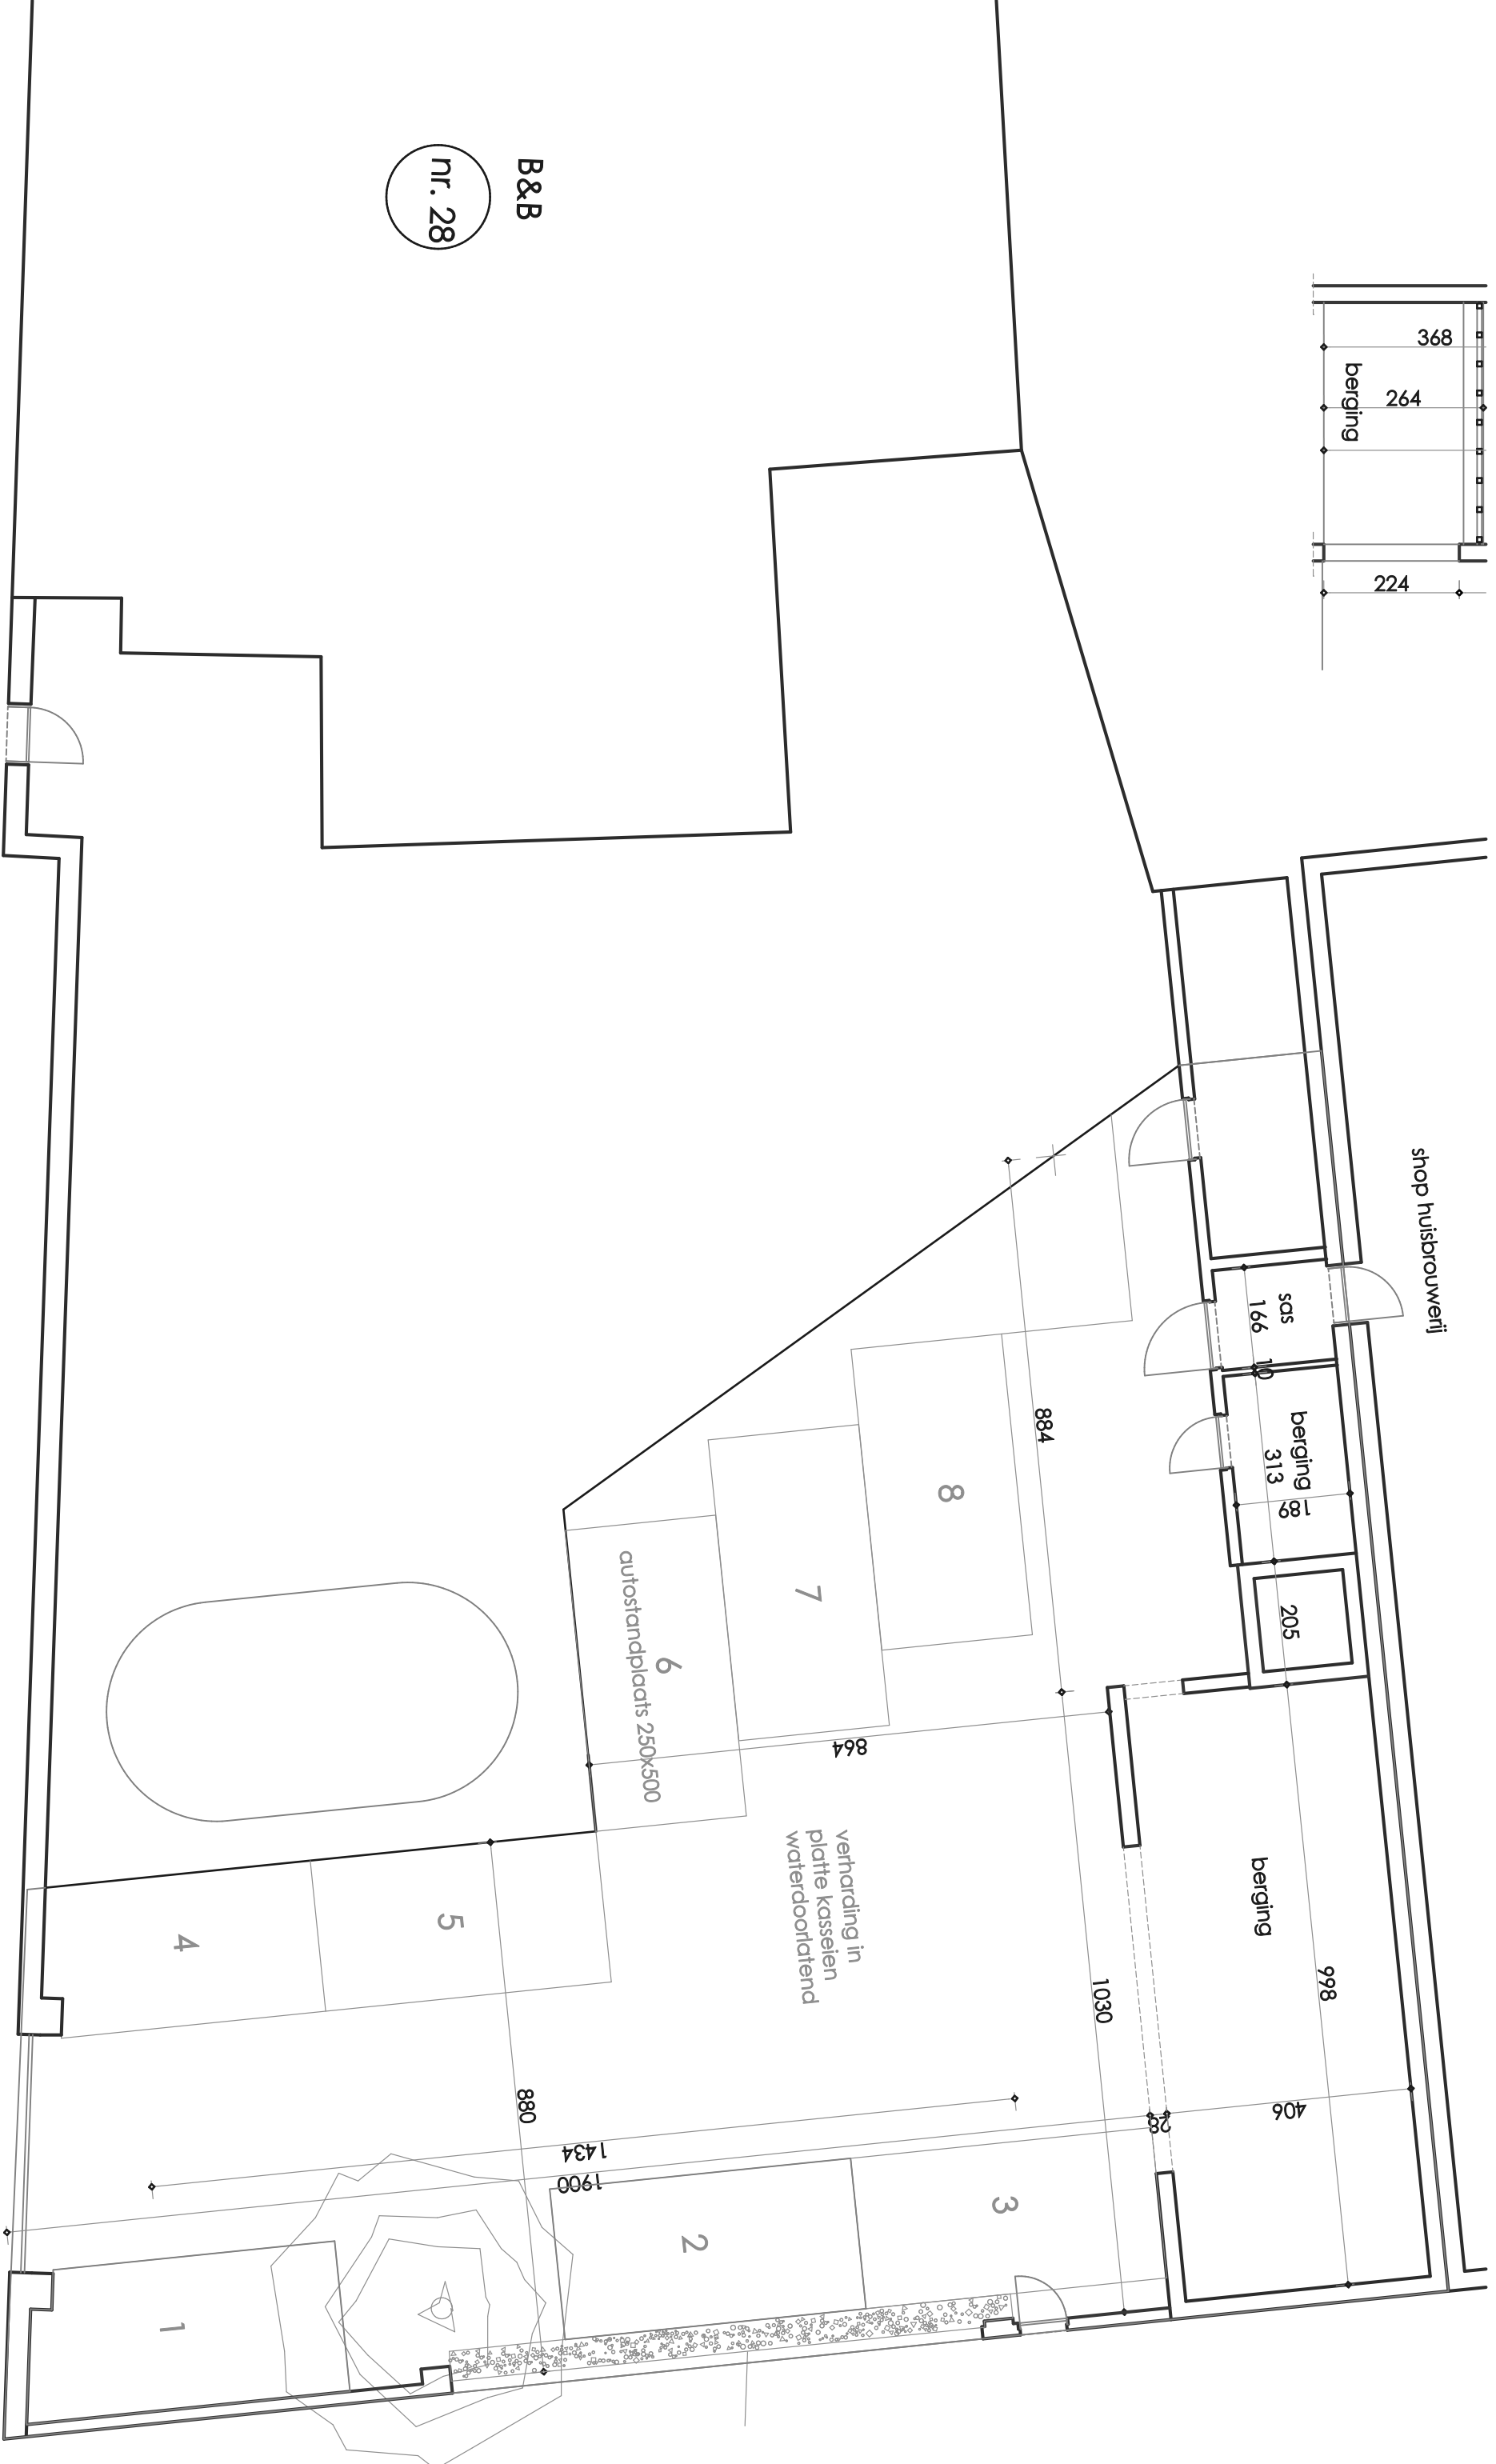 B&B
nr. 28
368
264
berging
224
shop huisbrouwerij
sas
166
10
berging
313
189
205
884
8
7
6
autostandplaats 250x500
864
verharding in
platte kasseien
waterdoorlatend
berging
998
1030
5
4
880
406
28
1434
1900
3
2
1